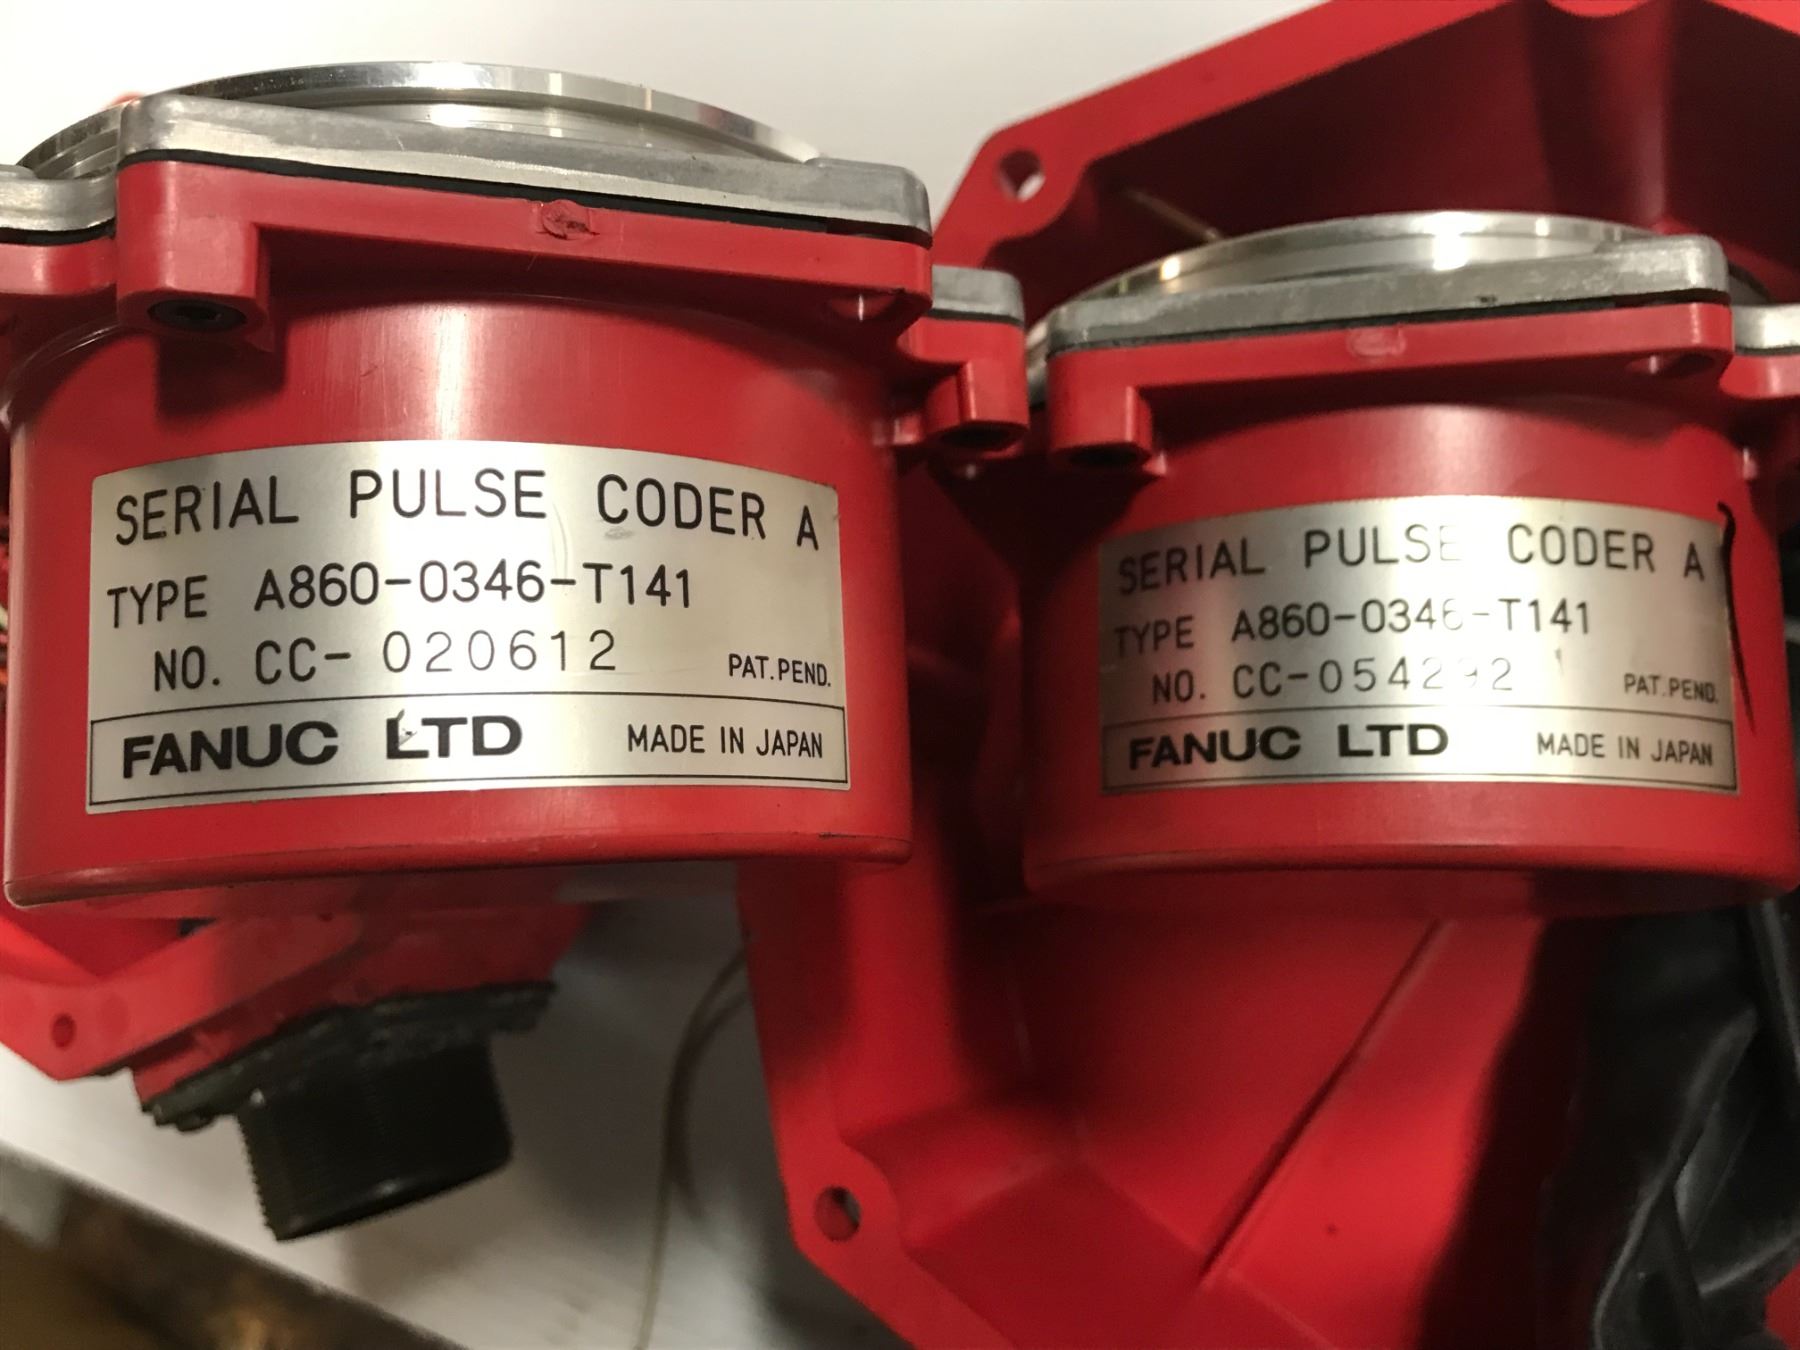 SERIAL PULSE CODER A
TYPE A860-0346-T141
NO. CC- 020612 PAT.PEND.
FANUC LTD MADE IN JAPAN
SERIAL PULSE CODER A
TYPE A860-0346-T141
NO. PAT.PEND.
FANUC LTD MADE IN JAPAN